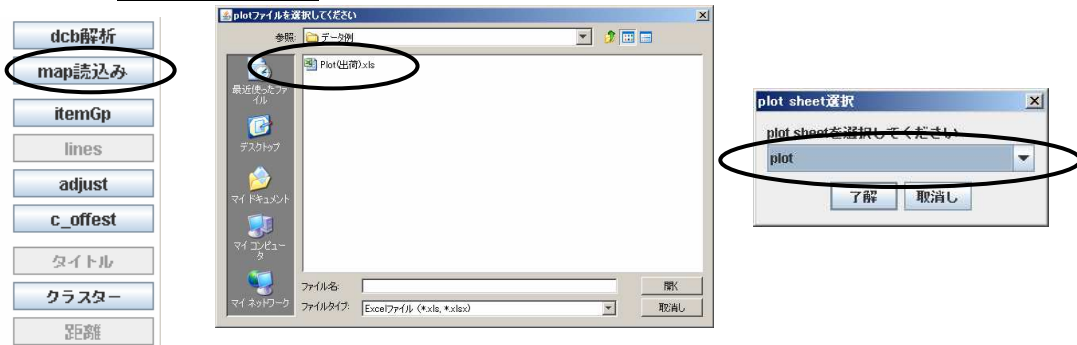 dcb解析
map読込み
itemGp
lines
adjust
c_offest
タイトル
クラスター
距離
plotファイルを選択してください
参照:
データ例
Plot(出荷).xls
最近使ったファ
イル
デスクトップ
マイ ドキュメント
マイ コンピュー
タ
マイ ネットワーク
ファイル名:
ファイルタイプ:
Excelファイル (*.xls, *.xlsx)
開く
取消し
plot sheet選択
plot sheetを選択してください
plot
了解
取消し